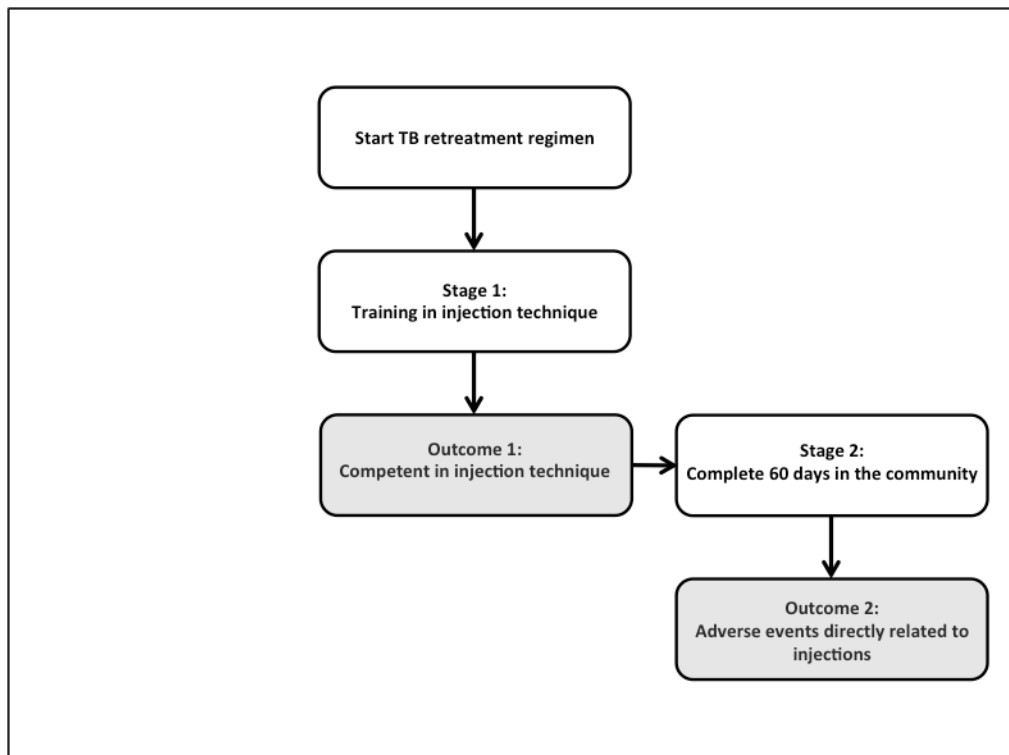 Start TB retreatment regimen
Stage 1:
Training in injection technique
Outcome 1:
Competent in injection technique
Stage 2:
Complete 60 days in the community
Outcome 2:
Adverse events directly related to
injections